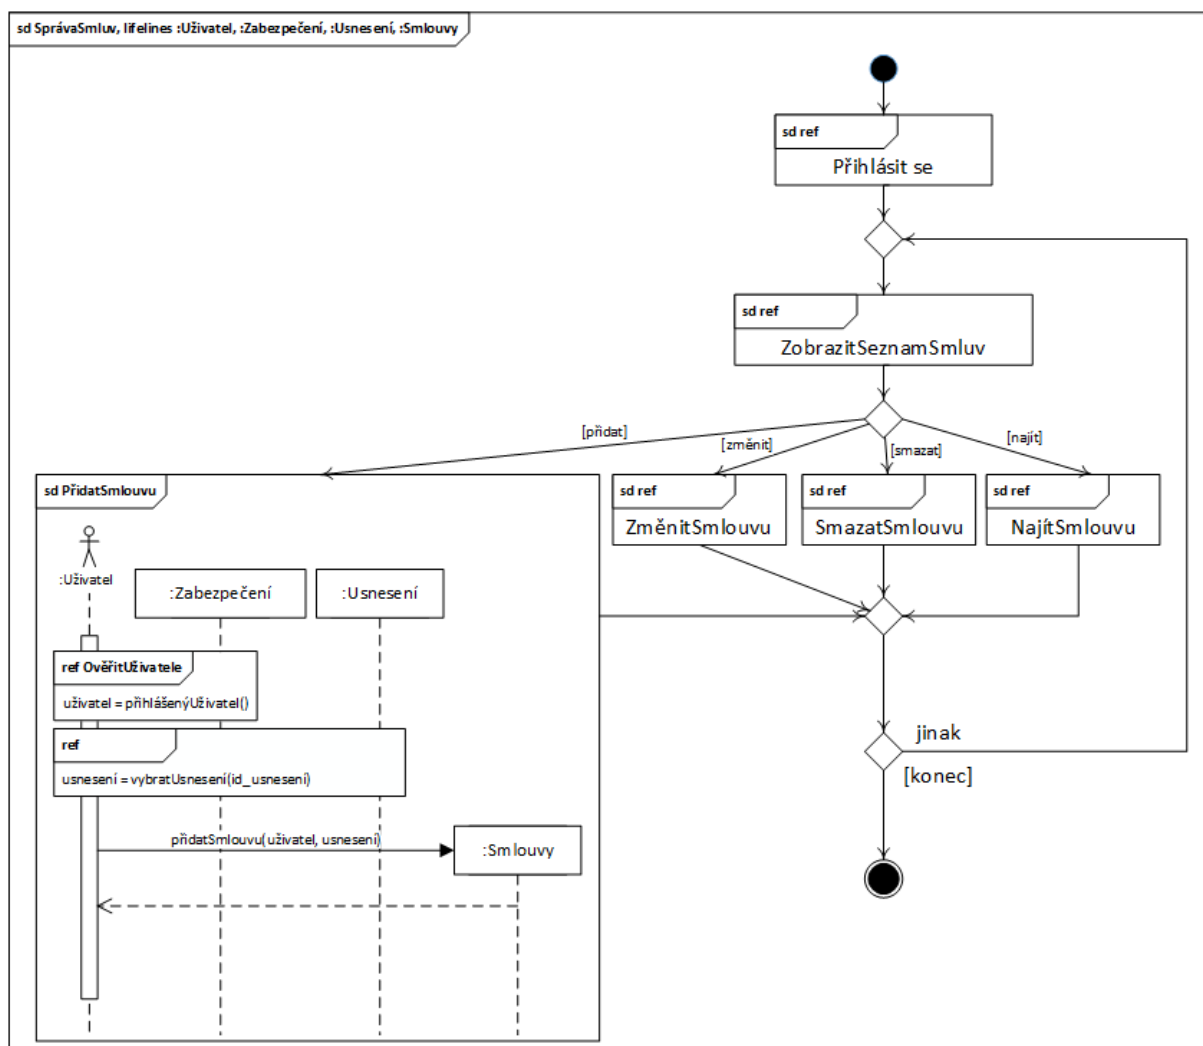 sd SprávaSmluv, lifelines :Uživatel, :Zabezpečení, :Usnesení, :Smlouvy
sd ref
Přihlásit se
sd ref
ZobrazitSeznamSmluv
[přidat]
[změnit]
[smazat]
[najít]
sd PřidatSmlouvu
sd ref
ZměnitSmlouvu
sd ref
SmazatSmlouvu
sd ref
NajítSmlouvu
:Uživatel
:Zabezpečení
:Usnesení
ref OvěřitUživatele
uživatel = přihlášenýUživatel()
ref
usnesení = vybratUsnesení(id_usnesení)
přidatSmlouvu(uživatel, usnesení)
:Smlouvy
jinak
[konec]